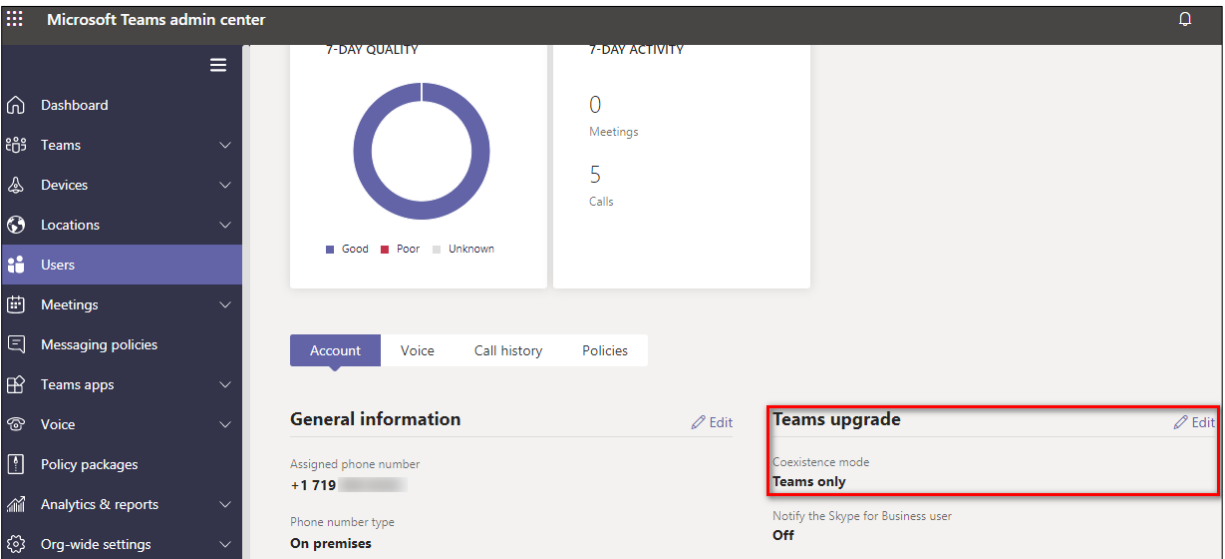 Microsoft Teams admin center
Dashboard
Teams
Devices
Locations
Users
Meetings
Messaging policies
Teams apps
Voice
Policy packages
Analytics & reports
Org-wide settings
7-DAY QUALITY
Good Poor Unknown
7-DAY ACTIVITY
0
Meetings
5
Calls
Account Voice Call history Policies
General information Edit
Assigned phone number
+1 719
Phone number type
On premises
Teams upgrade Edit
Coexistence mode
Teams only
Notify the Skype for Business user
Off